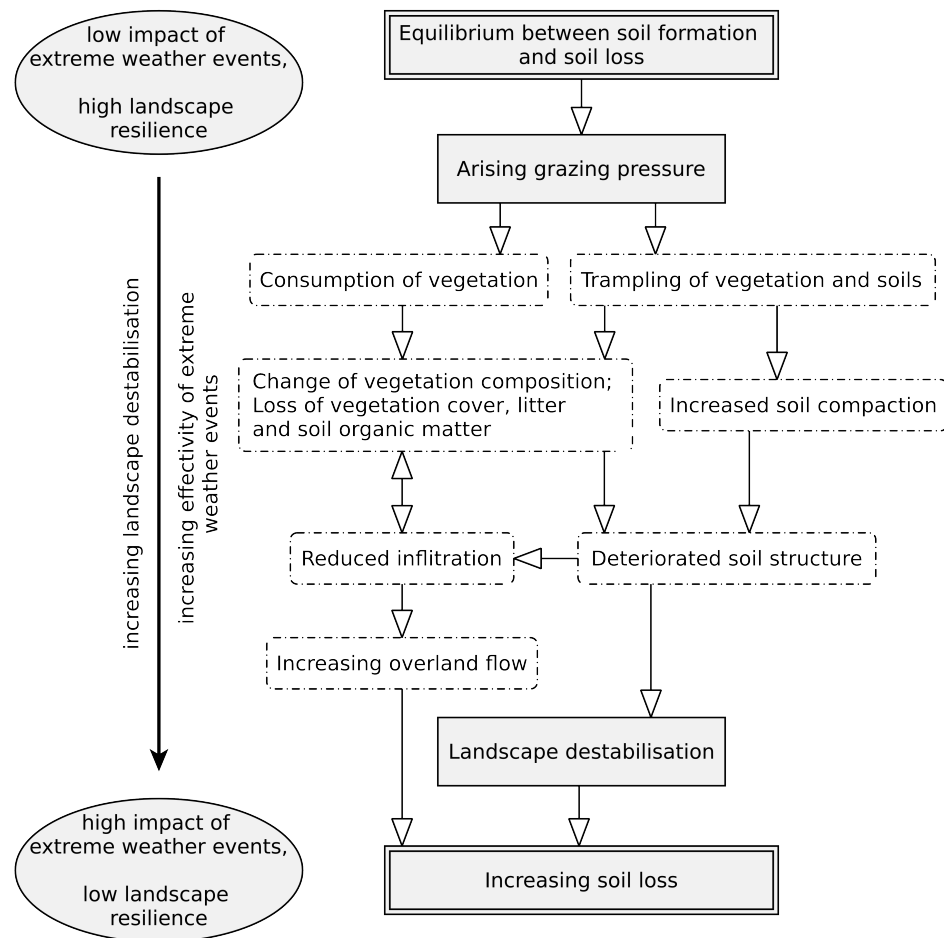 low impact of
extreme weather events,
high landscape
resilience
Equilibrium between soil formation
and soil loss
Arising grazing pressure
Consumption of vegetation
Trampling of vegetation and soils
increasing landscape destabilisation
increasing effectivity of extreme
weather events
Change of vegetation composition;
Loss of vegetation cover, litter
and soil organic matter
Increased soil compaction
Reduced inflitration
Deteriorated soil structure
Increasing overland flow
Landscape destabilisation
high impact of
extreme weather events,
low landscape
resilience
Increasing soil loss